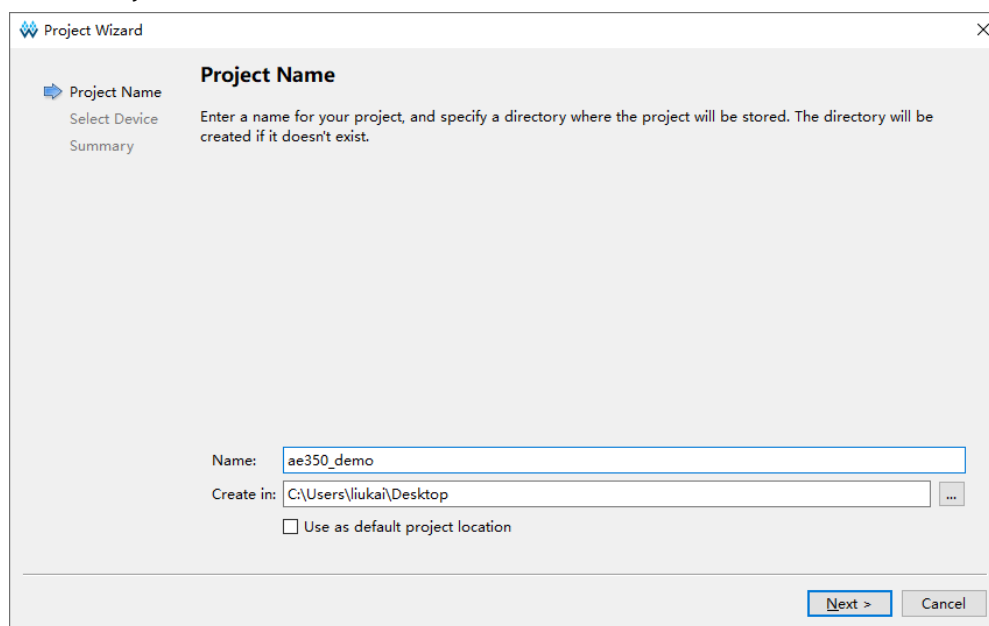 Project Wizard
Project Name
Select Device
Summary
Project Name
Enter a name for your project, and specify a directory where the project will be stored. The directory will be
created if it doesn't exist.
Name: ae350_demo
Create in: C:\Users\liukai\Desktop ...
Use as default project location
Next > Cancel